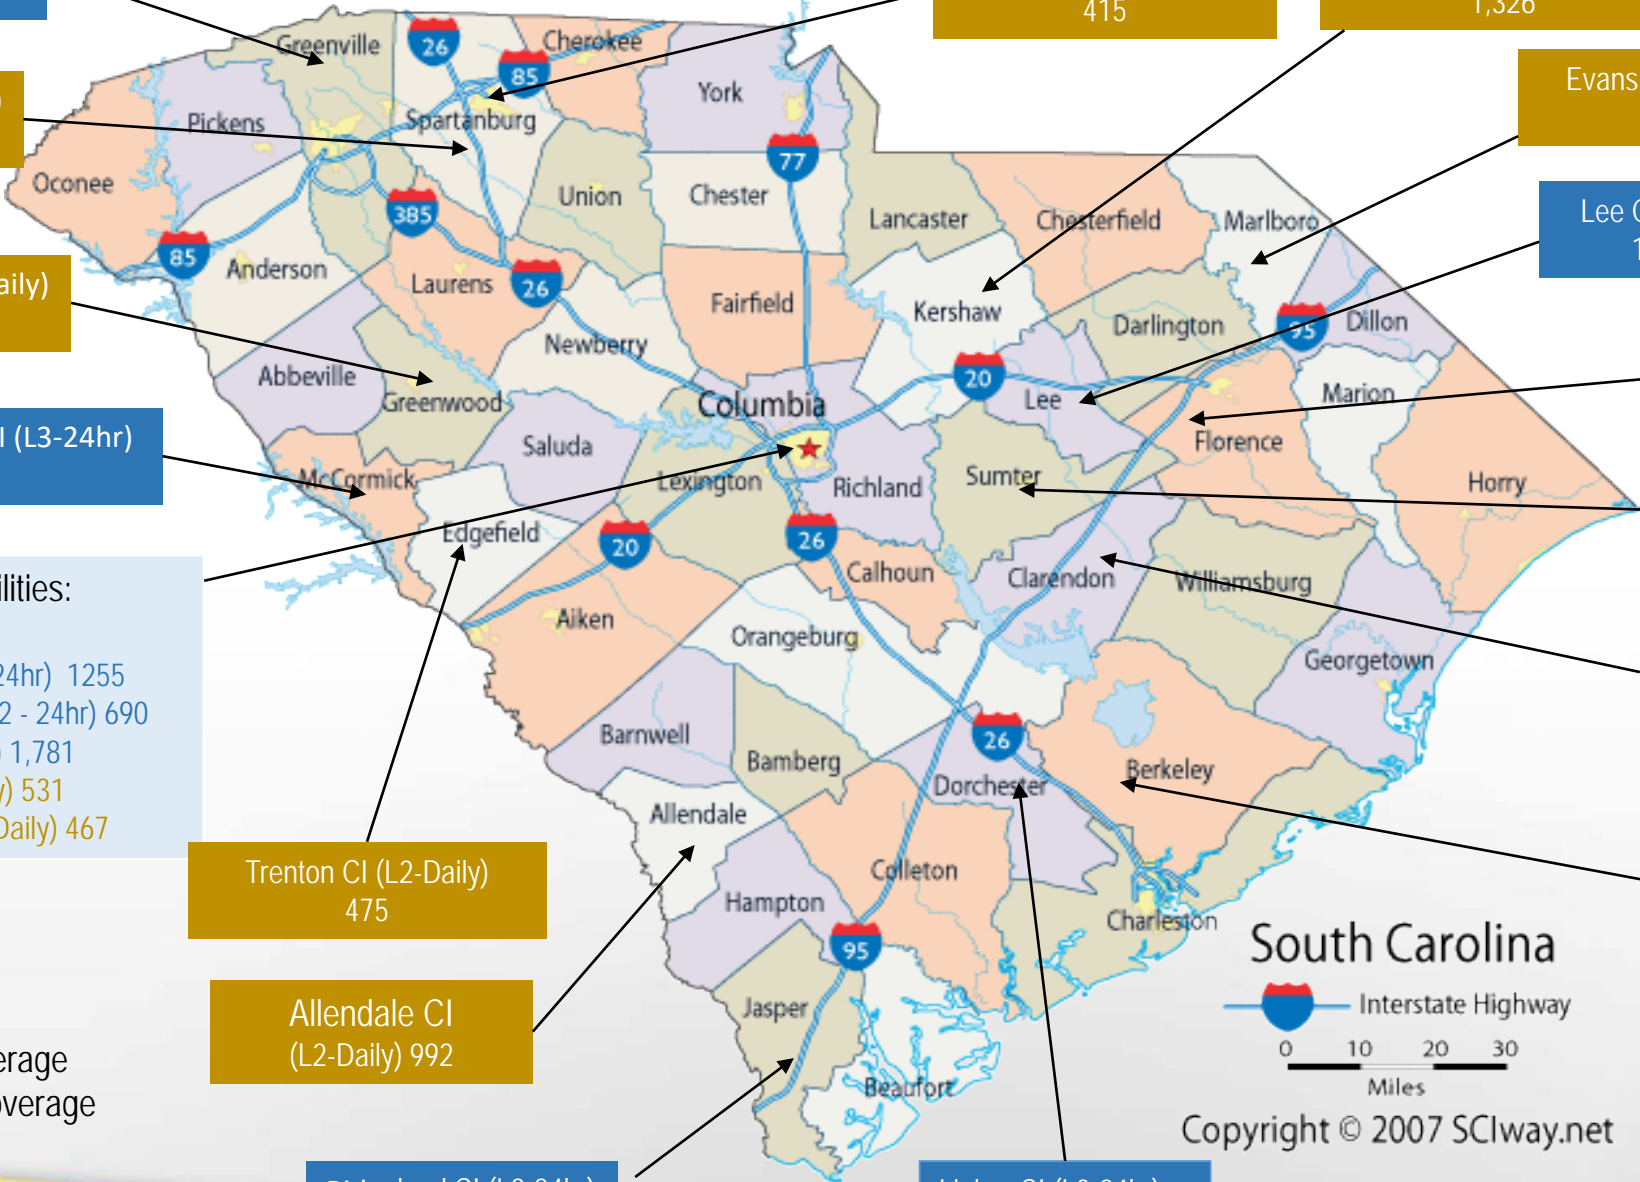 415
1,326
Evans
Lee
aily)
I (L3-24hr)
ilities:
24hr) 1255
2 - 24hr) 690
) 1,781
y) 531
Daily) 467
Trenton CI (L2-Daily)
475
Allendale CI
(L2-Daily) 992
erage
overage
Greenville
26
Cherokee
85
York
Pickens
Spartanburg
77
Oconee
Union
Chester
385
Lancaster
Chesterfield
Marlboro
85
Anderson
Laurens
26
Fairfield
Kershaw
Darlington
95
Dillon
Newberry
Abbeville
Greenwood
Columbia
20
Lee
Marion
Saluda
Florence
McCormick
Lexington
Richland
Sumter
Horry
Edgefield
20
26
Calhoun
Clarendon
Williamsburg
Aiken
Orangeburg
Georgetown
Barnwell
26
Bamberg
Berkeley
Dorchester
Allendale
Colleton
Hampton
Charleston
95
Jasper
Beaufort
South Carolina
Interstate Highway
0 10 20 30
Miles
Copyright © 2007 SCIway.net